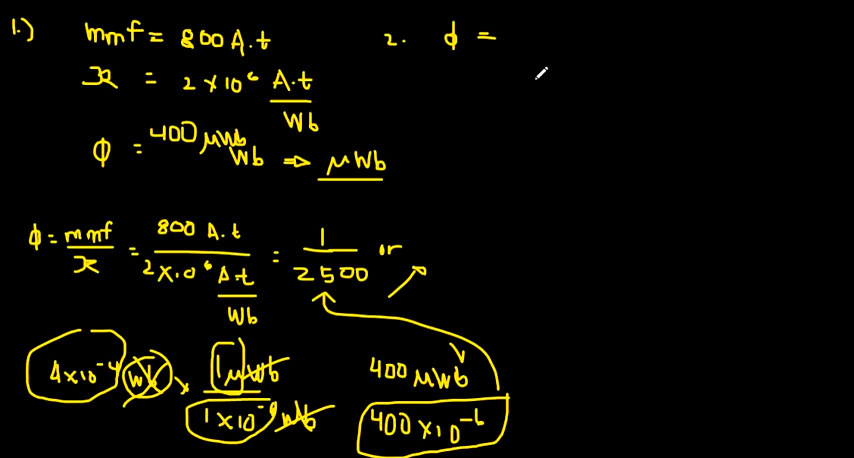 1.) mmf = 800 A.t
ℛ = 2 × 10⁶ A.t / Wb
ϕ = 400 μWb Wb ⇒ μWb
ϕ = mmf / ℛ = 800 A.t / 2 × 10⁶ A.t / Wb = 1 / 2500 or
4 × 10⁻⁴ Wb × 1 μWb / 1 × 10⁻⁶ Wb
400 μWb
400 × 10⁻⁶
2. ϕ =